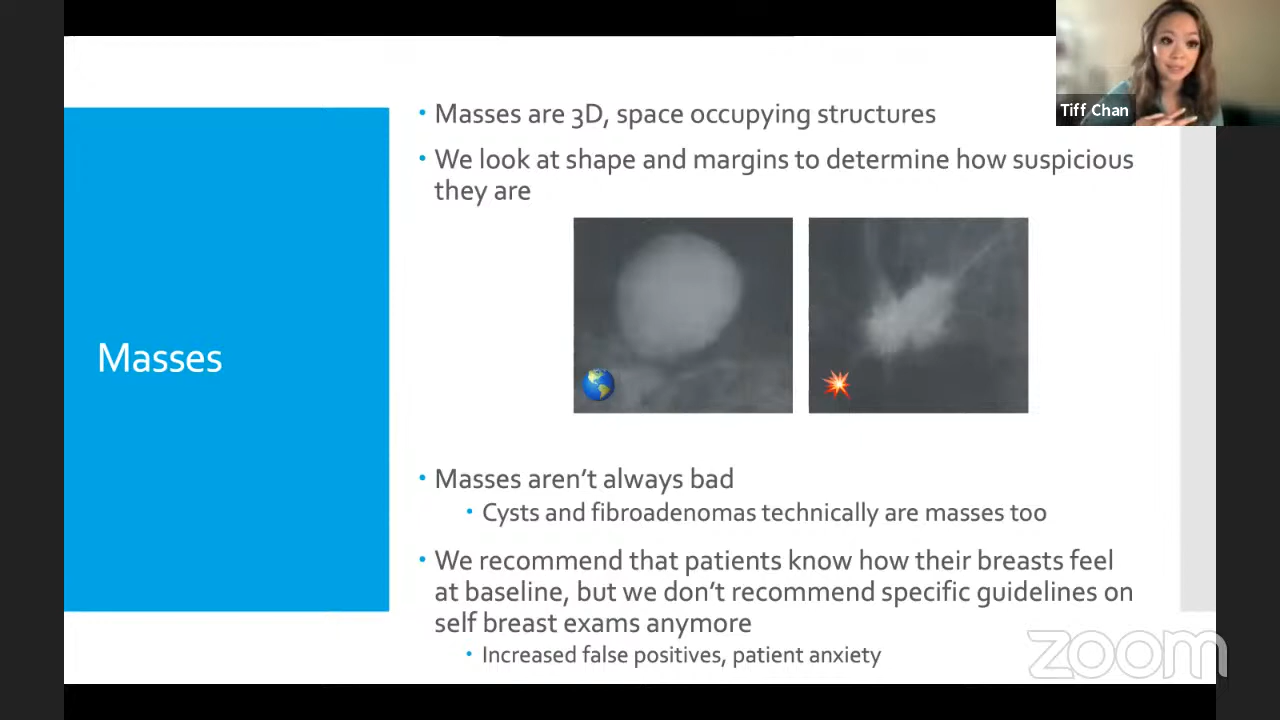 Tiff Chan
• Masses are 3D, space occupying structures
• We look at shape and margins to determine how suspicious
they are
Masses
• Masses aren't always bad
• Cysts and fibroadenomas technically are masses too
• We recommend that patients know how their breasts feel
at baseline, but we don't recommend specific guidelines on
self breast exams anymore
• Increased false positives, patient anxiety
zoom